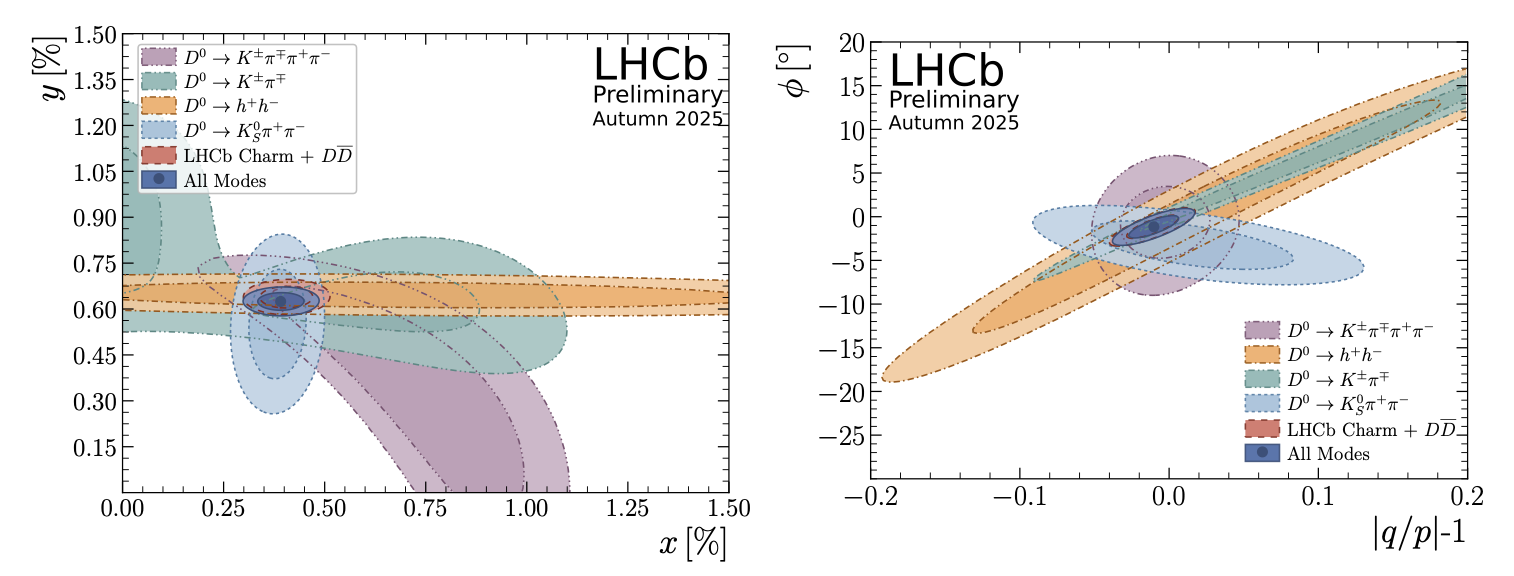 y [%]
1.50
1.35
1.20
1.05
0.90
0.75
0.60
0.45
0.30
0.15
D⁰ → K±π∓π⁺π⁻
D⁰ → K±π∓
D⁰ → h⁺h⁻
D⁰ → K⁰_Sπ⁺π⁻
LHCb Charm + DD̅
All Modes
LHCb
Preliminary
Autumn 2025
0.00 0.25 0.50 0.75 1.00 1.25 1.50
x [%]
ϕ [°]
20
15
10
5
0
−5
−10
−15
−20
−25
LHCb
Preliminary
Autumn 2025
D⁰ → K±π∓π⁺π⁻
D⁰ → h⁺h⁻
D⁰ → K±π∓
D⁰ → K⁰_Sπ⁺π⁻
LHCb Charm + DD̅
All Modes
−0.2 −0.1 0.0 0.1 0.2
|q/p|-1